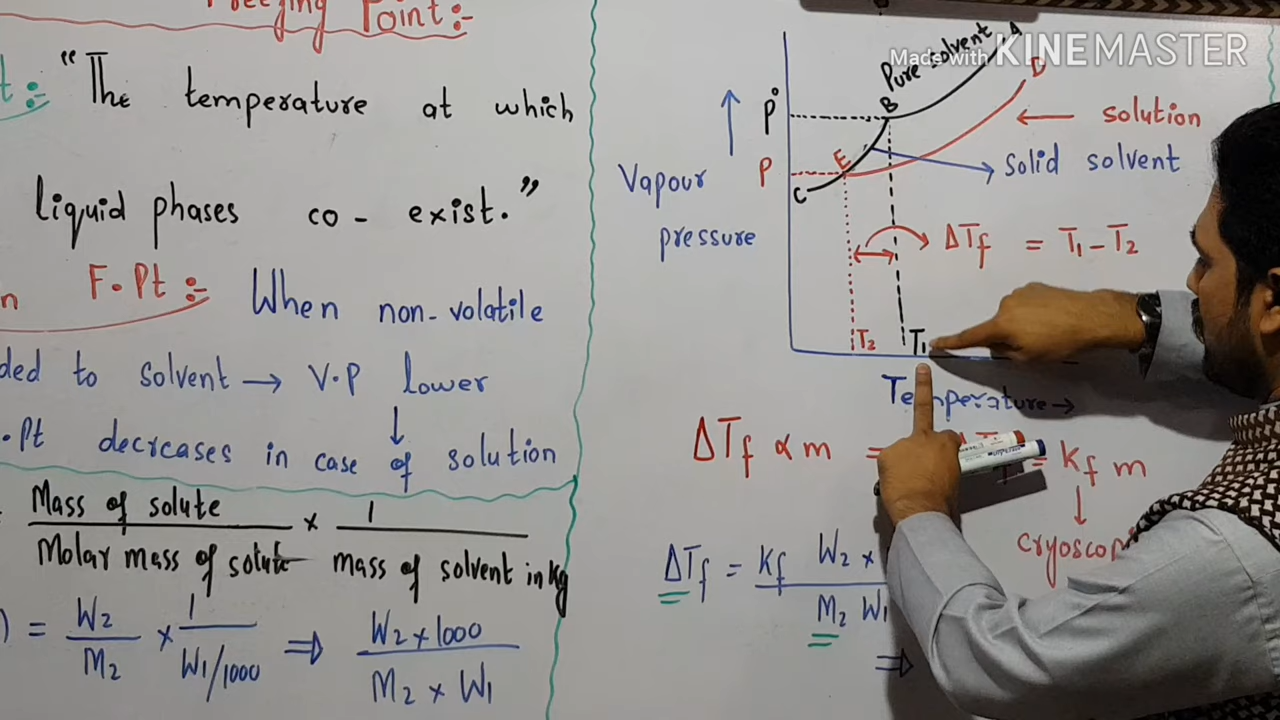 Freezing Point:-
t:- "The temperature at which
liquid phases co-exist."
n F.Pt:- When non-volatile
ded to solvent → V.P lower
↓
.Pt decreases in case of solution
Mass of solute × 1
Molar mass of solute mass of solvent in Kg
) = W2 × 1 ⇒ W2 × 1000
M2 W1/1000 M2 × W1
Made with KINEMASTER
Pure solvent A
D
P° B
solution
Vapour P E solid solvent
pressure C
ΔTf = T1 - T2
T2 T1
Temperature →
ΔTf ∝ m = Kf m
↓
ΔTf = Kf W2 ×
M2 W1
⇒